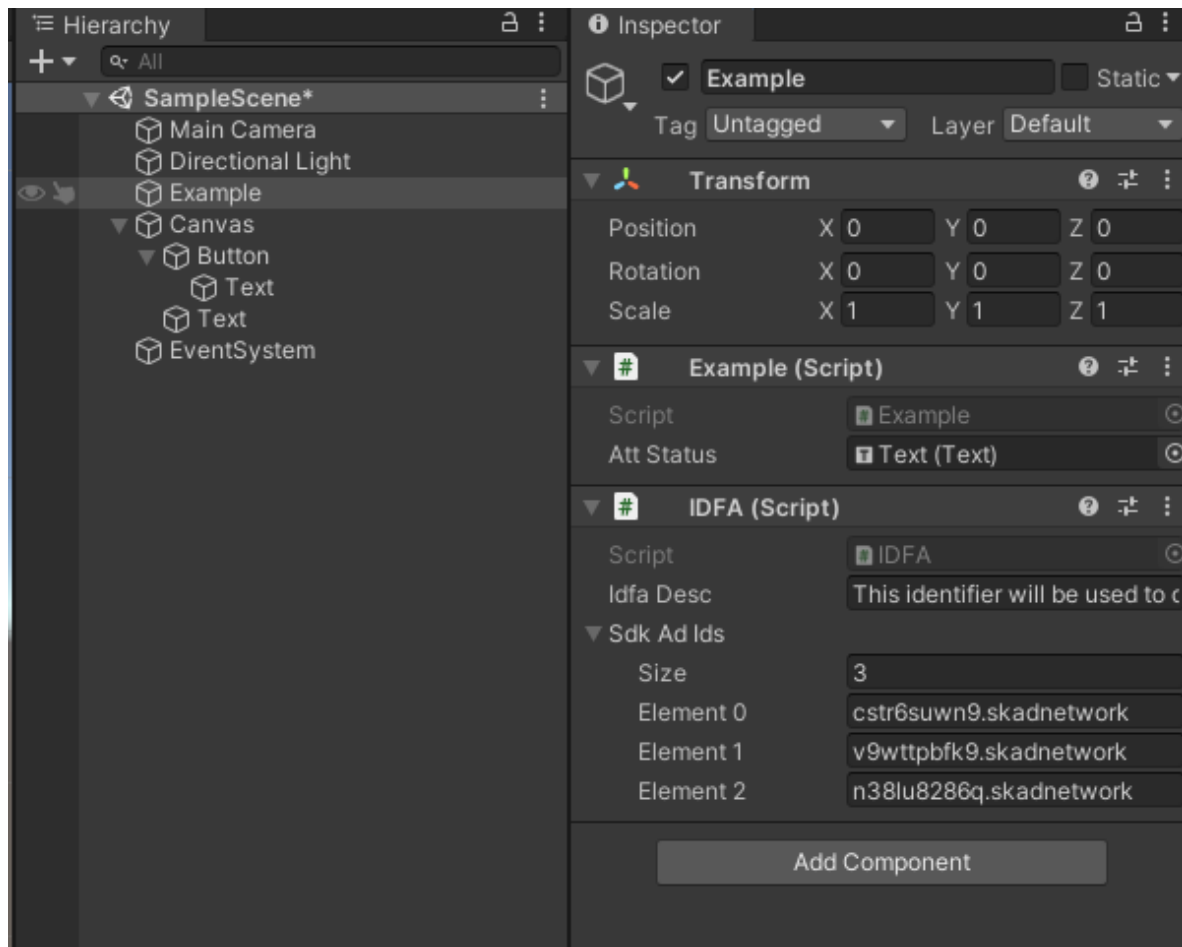 Hierarchy
All
SampleScene*
Main Camera
Directional Light
Example
Canvas
Button
Text
Text
EventSystem
Inspector
Example
Static
Tag Untagged Layer Default
Transform
Position X 0 Y 0 Z 0
Rotation X 0 Y 0 Z 0
Scale X 1 Y 1 Z 1
Example (Script)
Script Example
Att Status Text (Text)
IDFA (Script)
Script IDFA
Idfa Desc This identifier will be used to
Sdk Ad Ids
Size 3
Element 0 cstr6suwn9.skadnetwork
Element 1 v9wttpbfk9.skadnetwork
Element 2 n38lu8286q.skadnetwork
Add Component